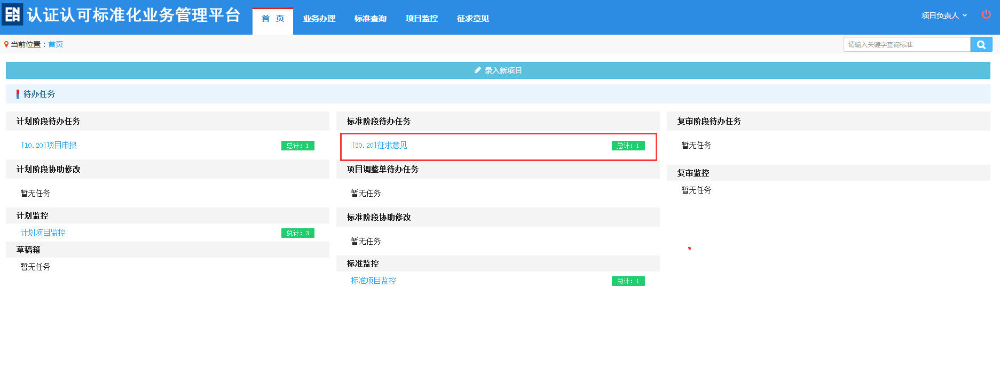 CNCA 认证认可标准化业务管理平台
首 页 业务办理 标准查询 项目监控 征求意见
项目负责人
当前位置：首页
请输入关键字查询标准
录入新项目
待办任务
计划阶段待办任务
[10.20]项目申报 总计：1
计划阶段协助修改
暂无任务
计划监控
计划项目监控 总计：3
草稿箱
暂无任务
标准阶段待办任务
[30.20]征求意见 总计：1
项目调整单待办任务
暂无任务
标准阶段协助修改
暂无任务
标准监控
标准项目监控 总计：1
复审阶段待办任务
暂无任务
复审监控
暂无任务